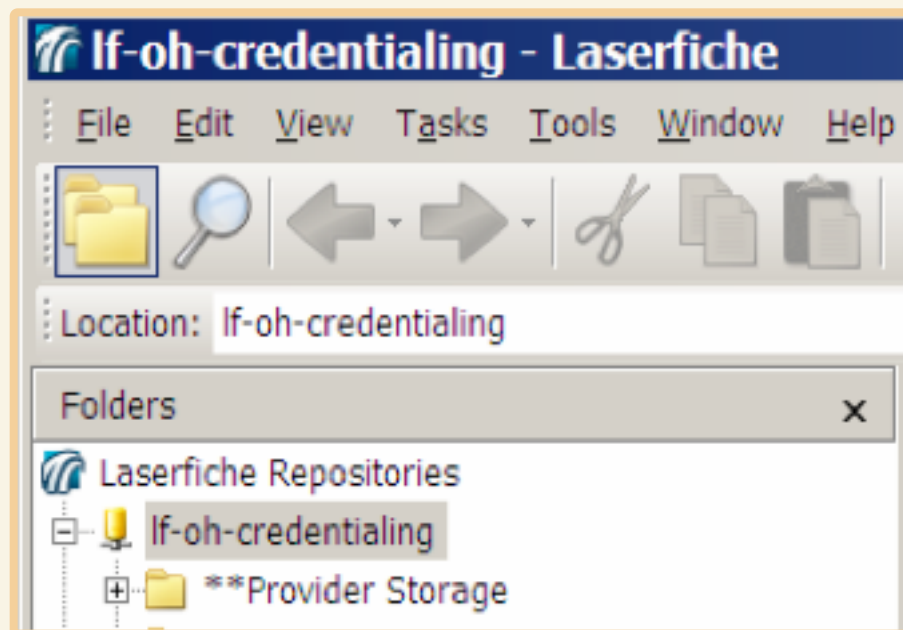 lf-oh-credentialing - Laserfiche
File Edit View Tasks Tools Window Help
Location: lf-oh-credentialing
Folders x
Laserfiche Repositories
lf-oh-credentialing
**Provider Storage